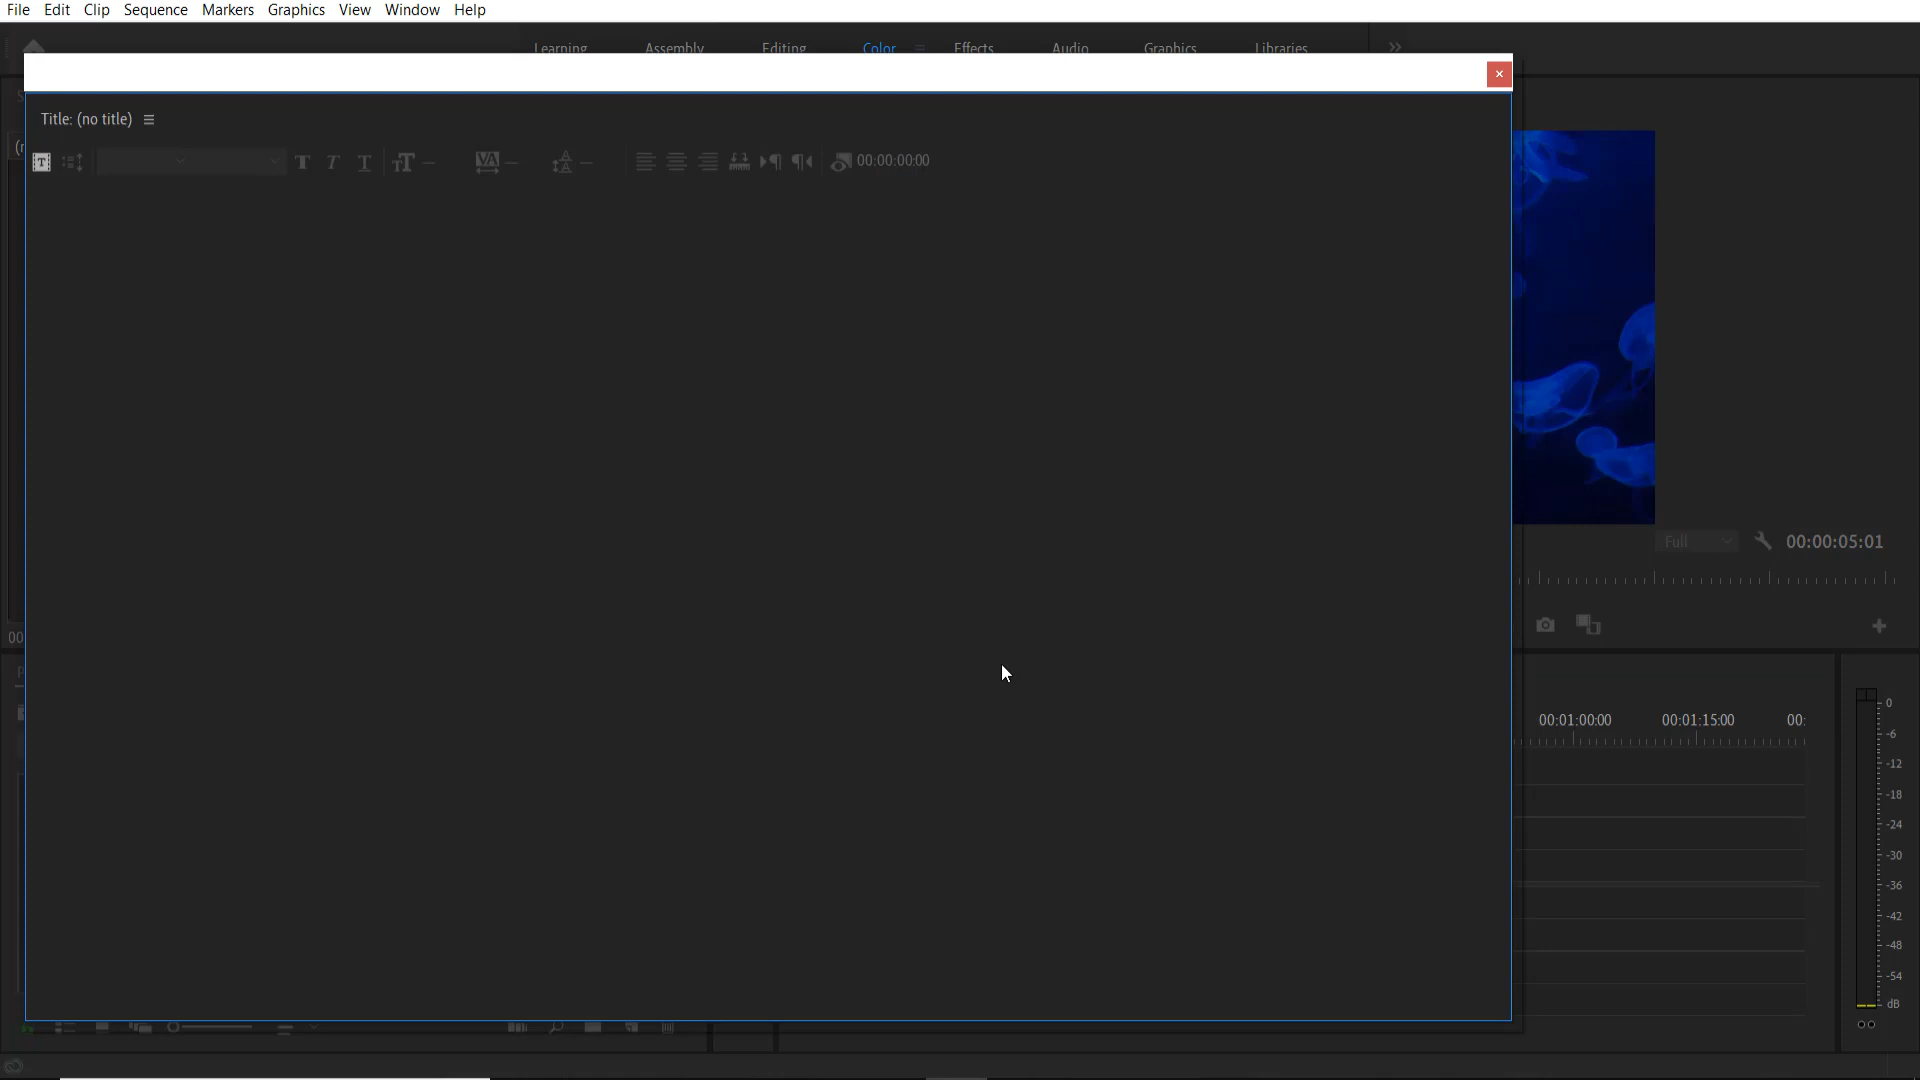 File Edit Clip Sequence Markers Graphics View Window Help
Learning Assembly Editing Color Effects Audio Graphics Libraries
Title: (no title)
00:00:00:00
Full 00:00:05:01
00
00:01:00:00 00:01:15:00 00:
0
-6
-12
-18
-24
-30
-36
-42
-48
-54
dB